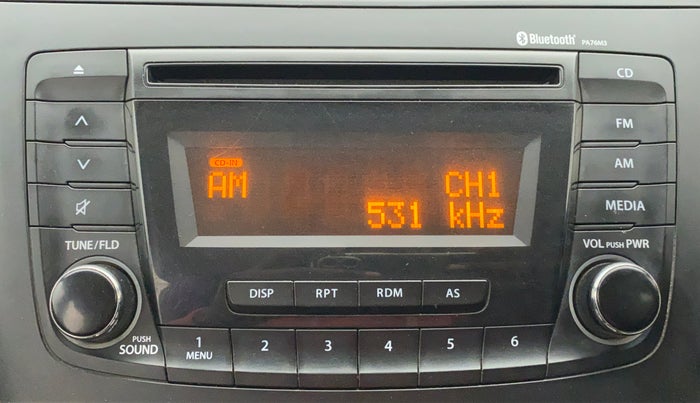 Bluetooth® PA76M3
CD
FM
AM
MEDIA
CD-IN
AM CH1
531 kHz
TUNE/FLD
VOL PUSH PWR
DISP RPT RDM AS
PUSH
SOUND
1 2 3 4 5 6
MENU